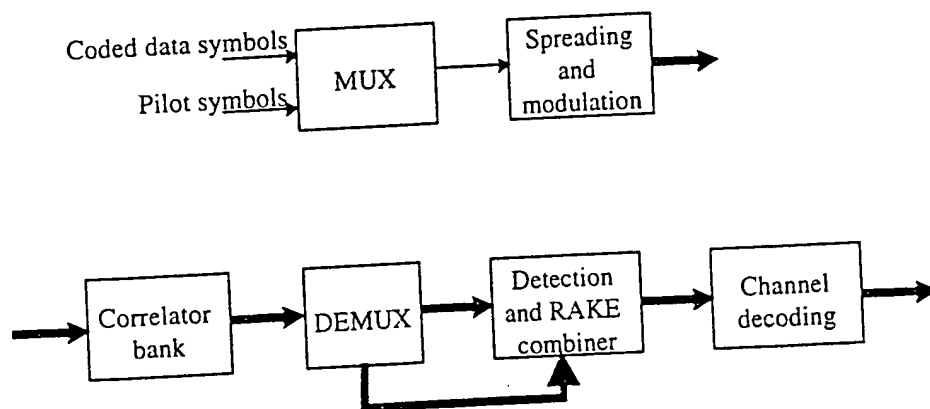 Coded data symbols
Pilot symbols
MUX
Spreading
and
modulation
Correlator
bank
DEMUX
Detection
and RAKE
combiner
Channel
decoding